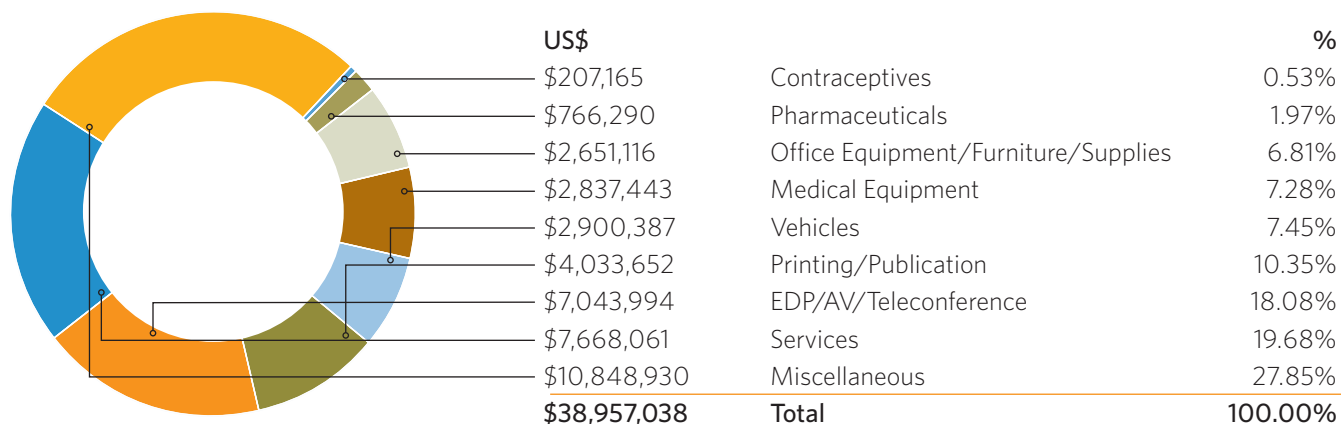 US$ %
$207,165 Contraceptives 0.53%
$766,290 Pharmaceuticals 1.97%
$2,651,116 Office Equipment/Furniture/Supplies 6.81%
$2,837,443 Medical Equipment 7.28%
$2,900,387 Vehicles 7.45%
$4,033,652 Printing/Publication 10.35%
$7,043,994 EDP/AV/Teleconference 18.08%
$7,668,061 Services 19.68%
$10,848,930 Miscellaneous 27.85%
$38,957,038 Total 100.00%